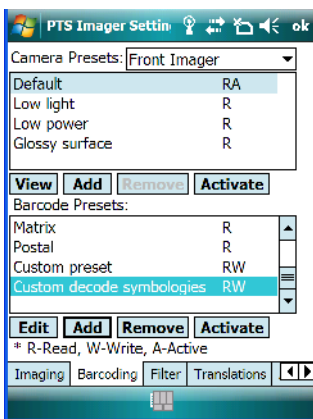 PTS Imager Settin ok
Camera Presets: Front Imager
Default RA
Low light R
Low power R
Glossy surface R
View Add Remove Activate
Barcode Presets:
Matrix R
Postal R
Custom preset RW
Custom decode symbologies RW
Edit Add Remove Activate
* R-Read, W-Write, A-Active
Imaging Barcoding Filter Translations